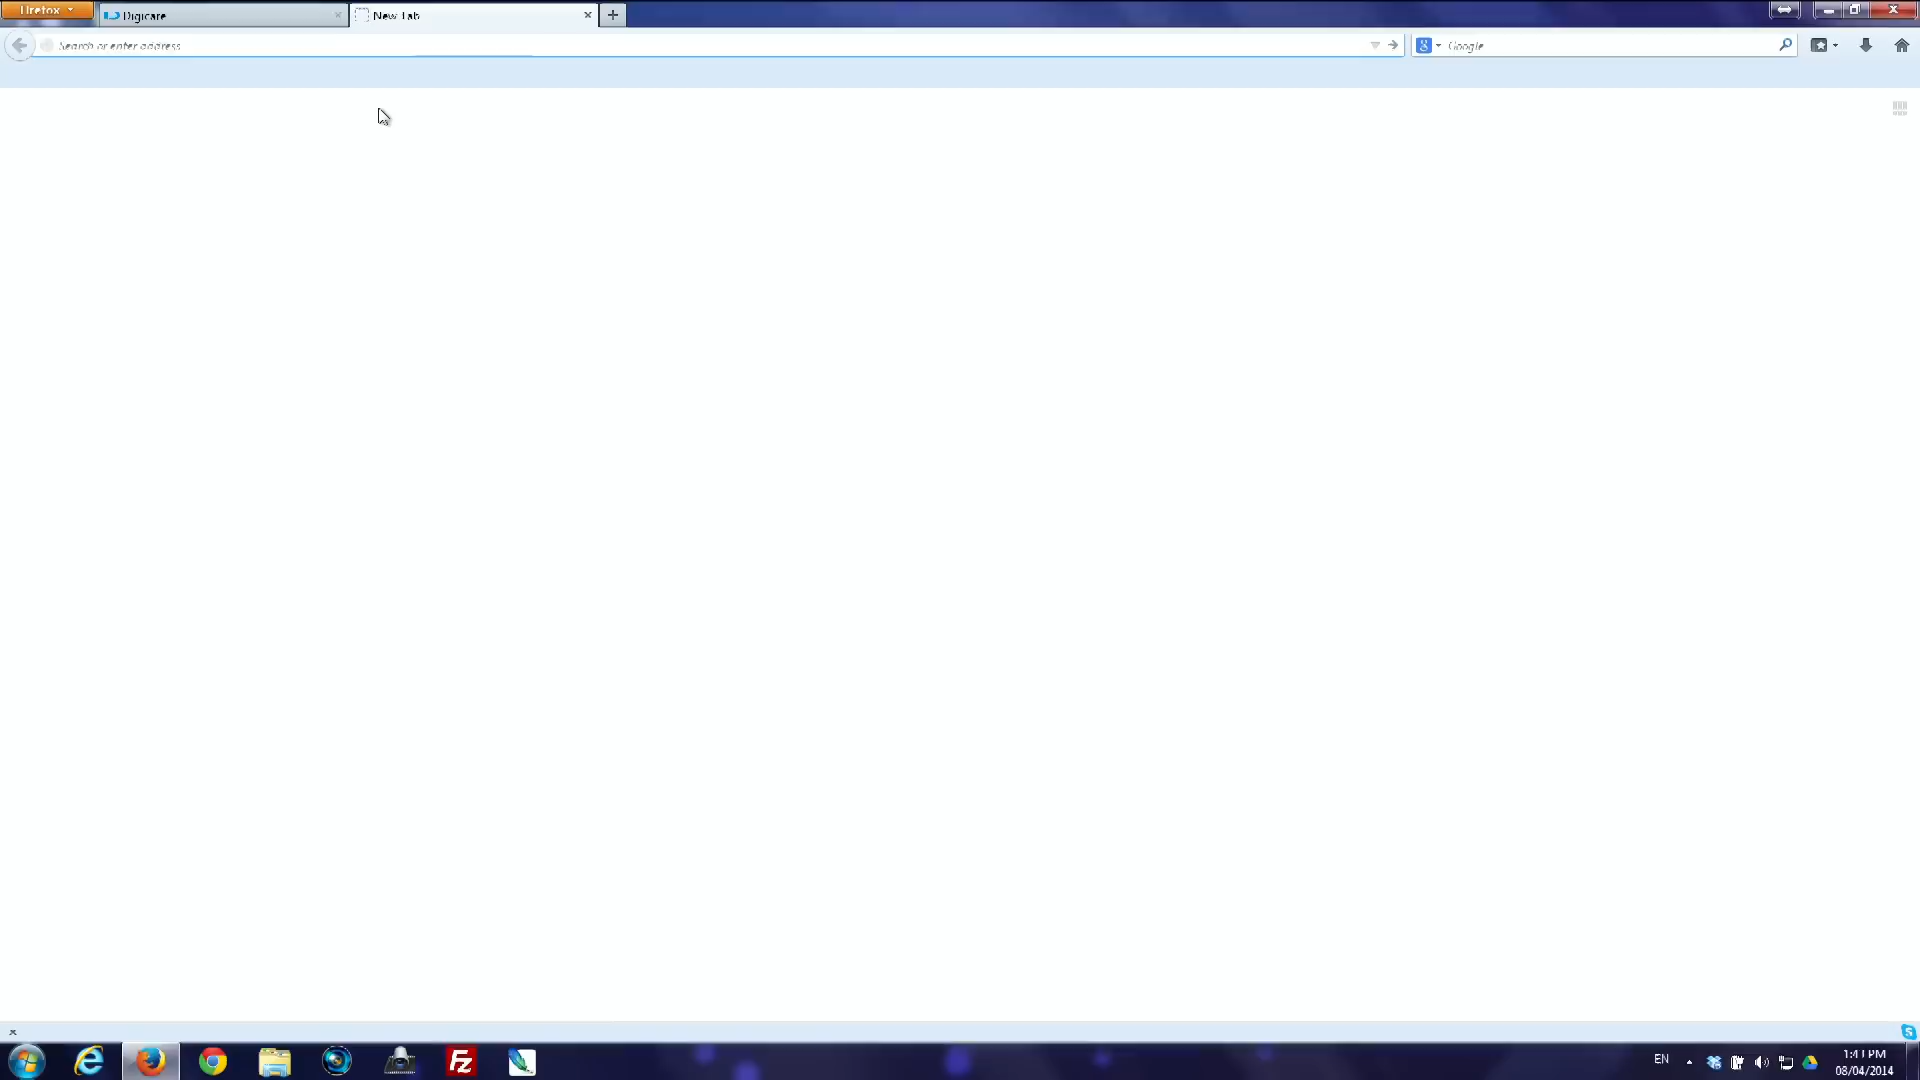 Firefox
Digicare
New Tab
Search or enter address
Google
EN
1:41 PM
08/04/2014